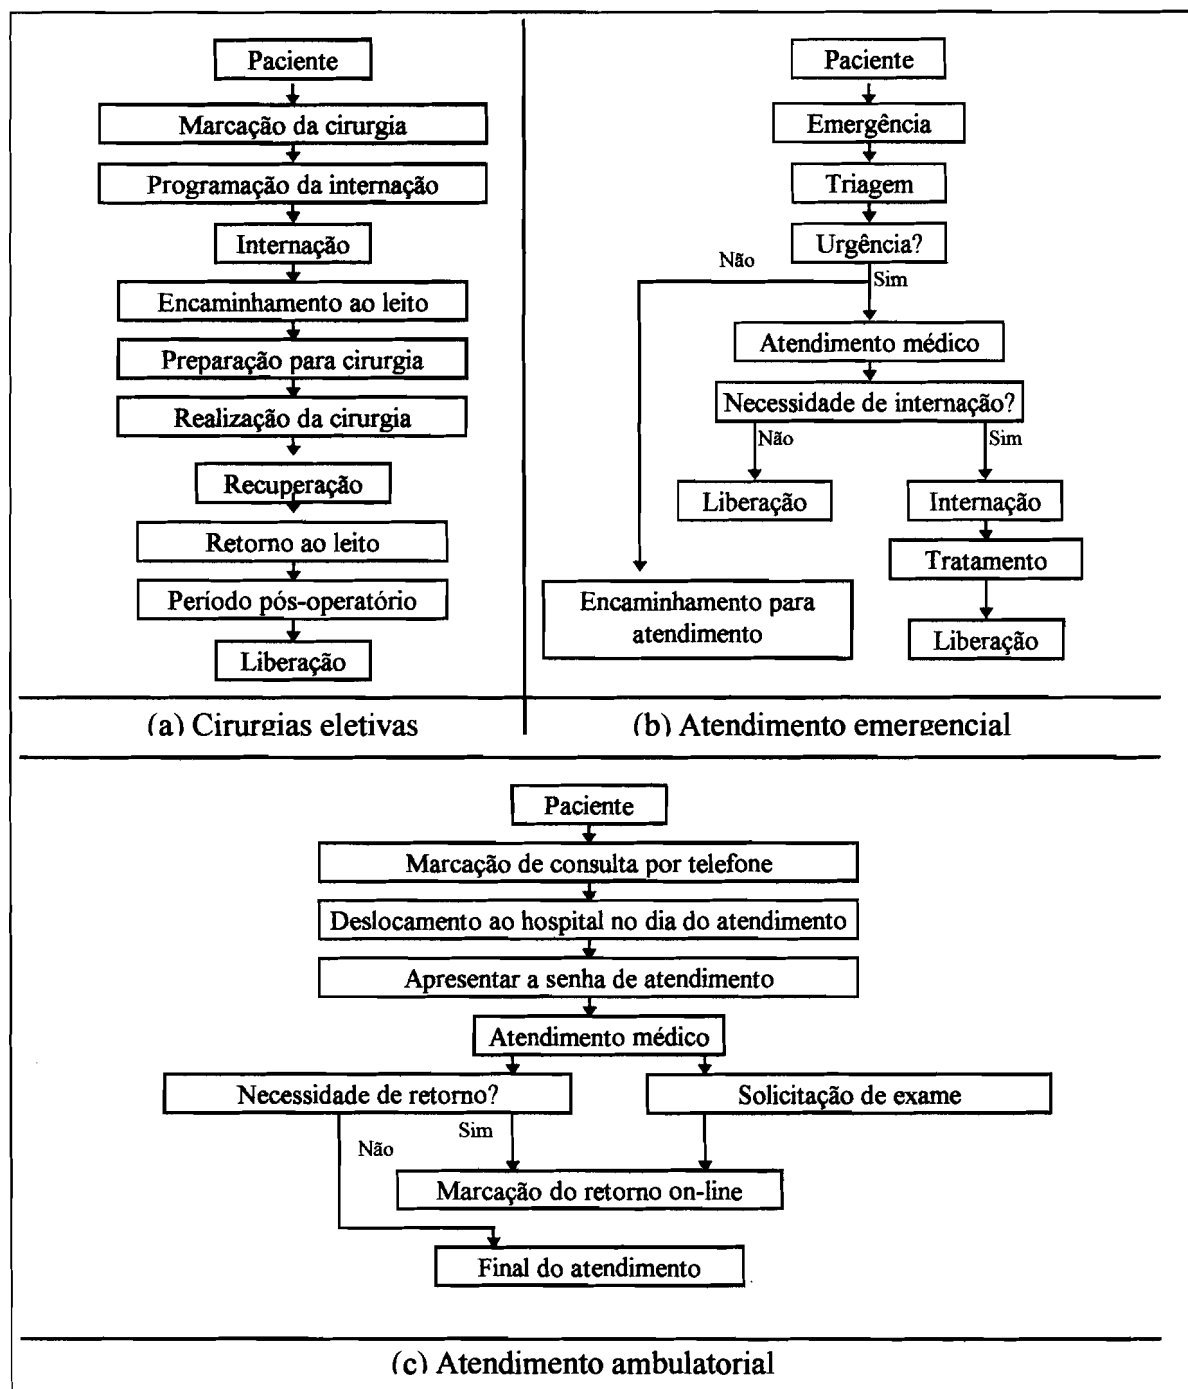 Paciente
Marcação da cirurgia
Programação da internação
Internação
Encaminhamento ao leito
Preparação para cirurgia
Realização da cirurgia
Recuperação
Retorno ao leito
Período pós-operatório
Liberação
(a) Cirurgias eletivas
Paciente
Emergência
Triagem
Urgência?
Não
Sim
Atendimento médico
Necessidade de internação?
Não
Sim
Liberação
Internação
Tratamento
Encaminhamento para
atendimento
Liberação
(b) Atendimento emergencial
Paciente
Marcação de consulta por telefone
Deslocamento ao hospital no dia do atendimento
Apresentar a senha de atendimento
Atendimento médico
Necessidade de retorno?
Solicitação de exame
Sim
Não
Marcação do retorno on-line
Final do atendimento
(c) Atendimento ambulatorial